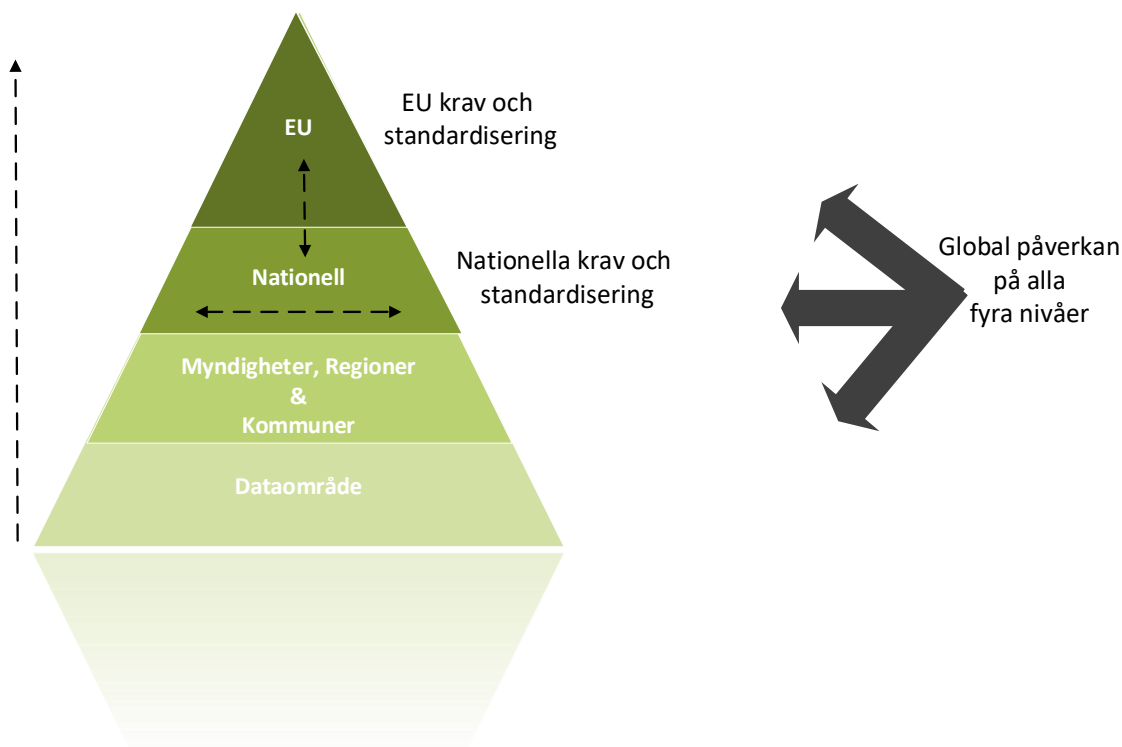 EU
EU krav och
standardisering
Nationell
Nationella krav och
standardisering
Myndigheter, Regioner
&
Kommuner
Dataområde
Global påverkan
på alla
fyra nivåer